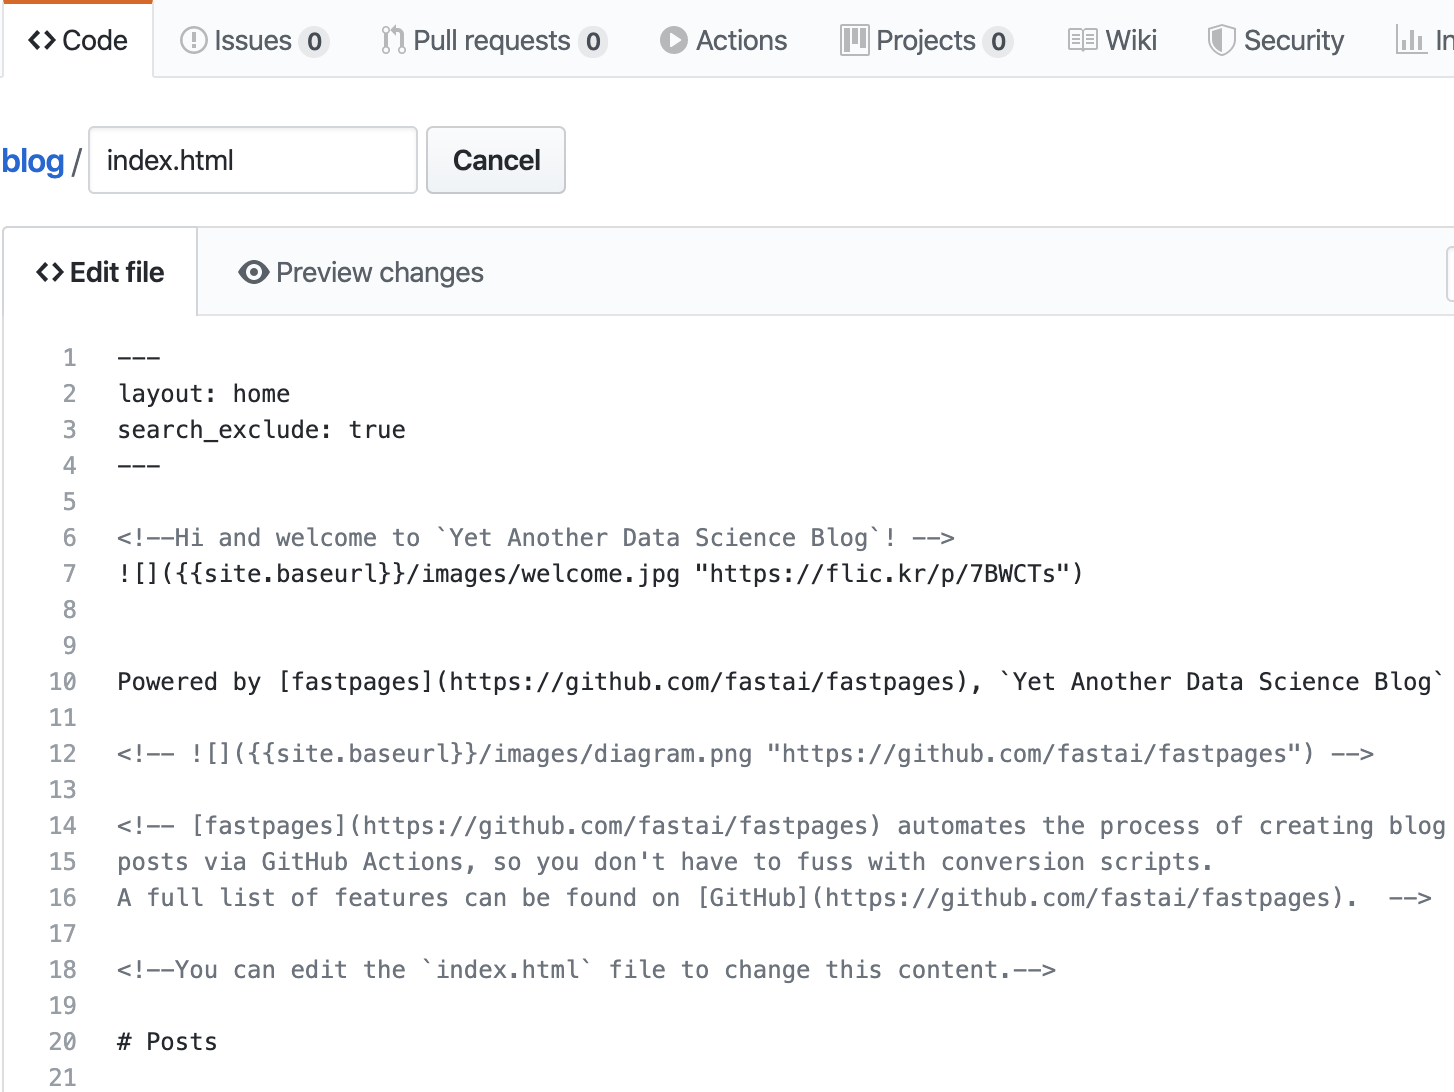 Code Issues 0 Pull requests 0 Actions Projects 0 Wiki Security In
blog / index.html Cancel
Edit file Preview changes
1 ---
2 layout: home
3 search_exclude: true
4 ---
5
6 <!--Hi and welcome to `Yet Another Data Science Blog`! -->
7 ![]({{site.baseurl}}/images/welcome.jpg "https://flic.kr/p/7BWCTs")
8
9
10 Powered by [fastpages](https://github.com/fastai/fastpages), `Yet Another Data Science Blog`
11
12 <!-- ![]({{site.baseurl}}/images/diagram.png "https://github.com/fastai/fastpages") -->
13
14 <!-- [fastpages](https://github.com/fastai/fastpages) automates the process of creating blog
15 posts via GitHub Actions, so you don't have to fuss with conversion scripts.
16 A full list of features can be found on [GitHub](https://github.com/fastai/fastpages).  -->
17
18 <!--You can edit the `index.html` file to change this content.-->
19
20 # Posts
21